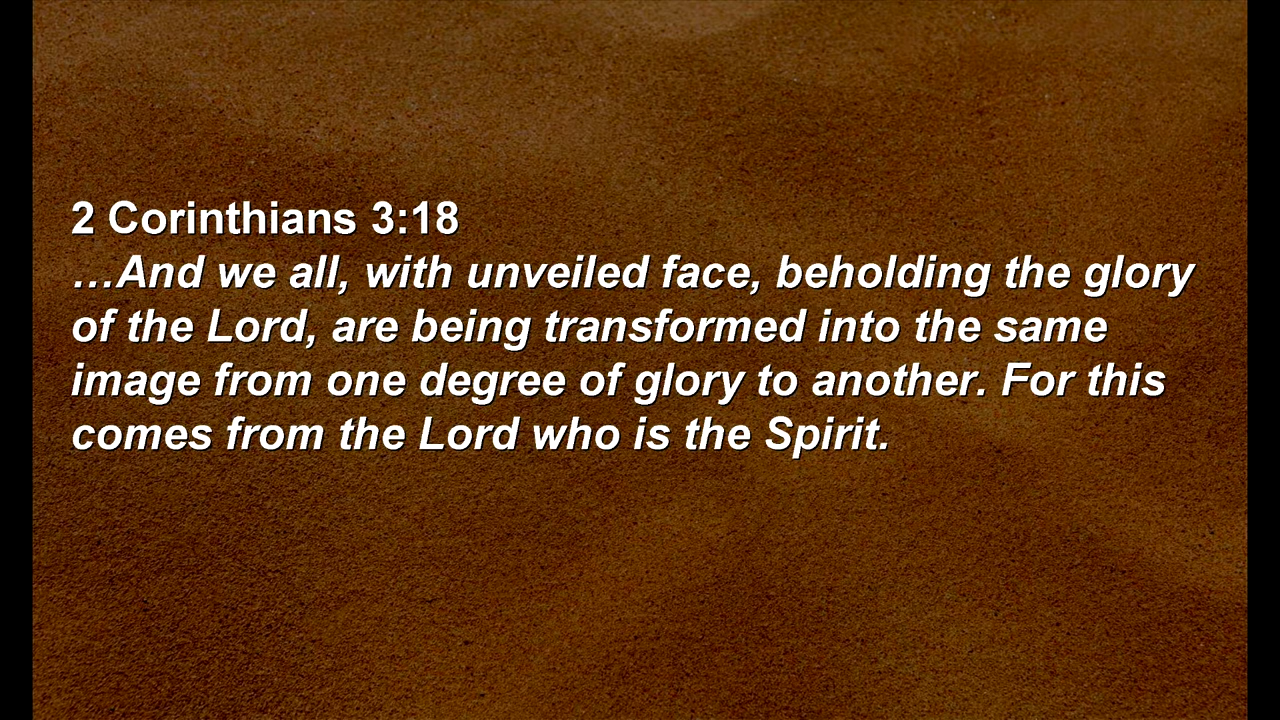 2 Corinthians 3:18
…And we all, with unveiled face, beholding the glory
of the Lord, are being transformed into the same
image from one degree of glory to another. For this
comes from the Lord who is the Spirit.